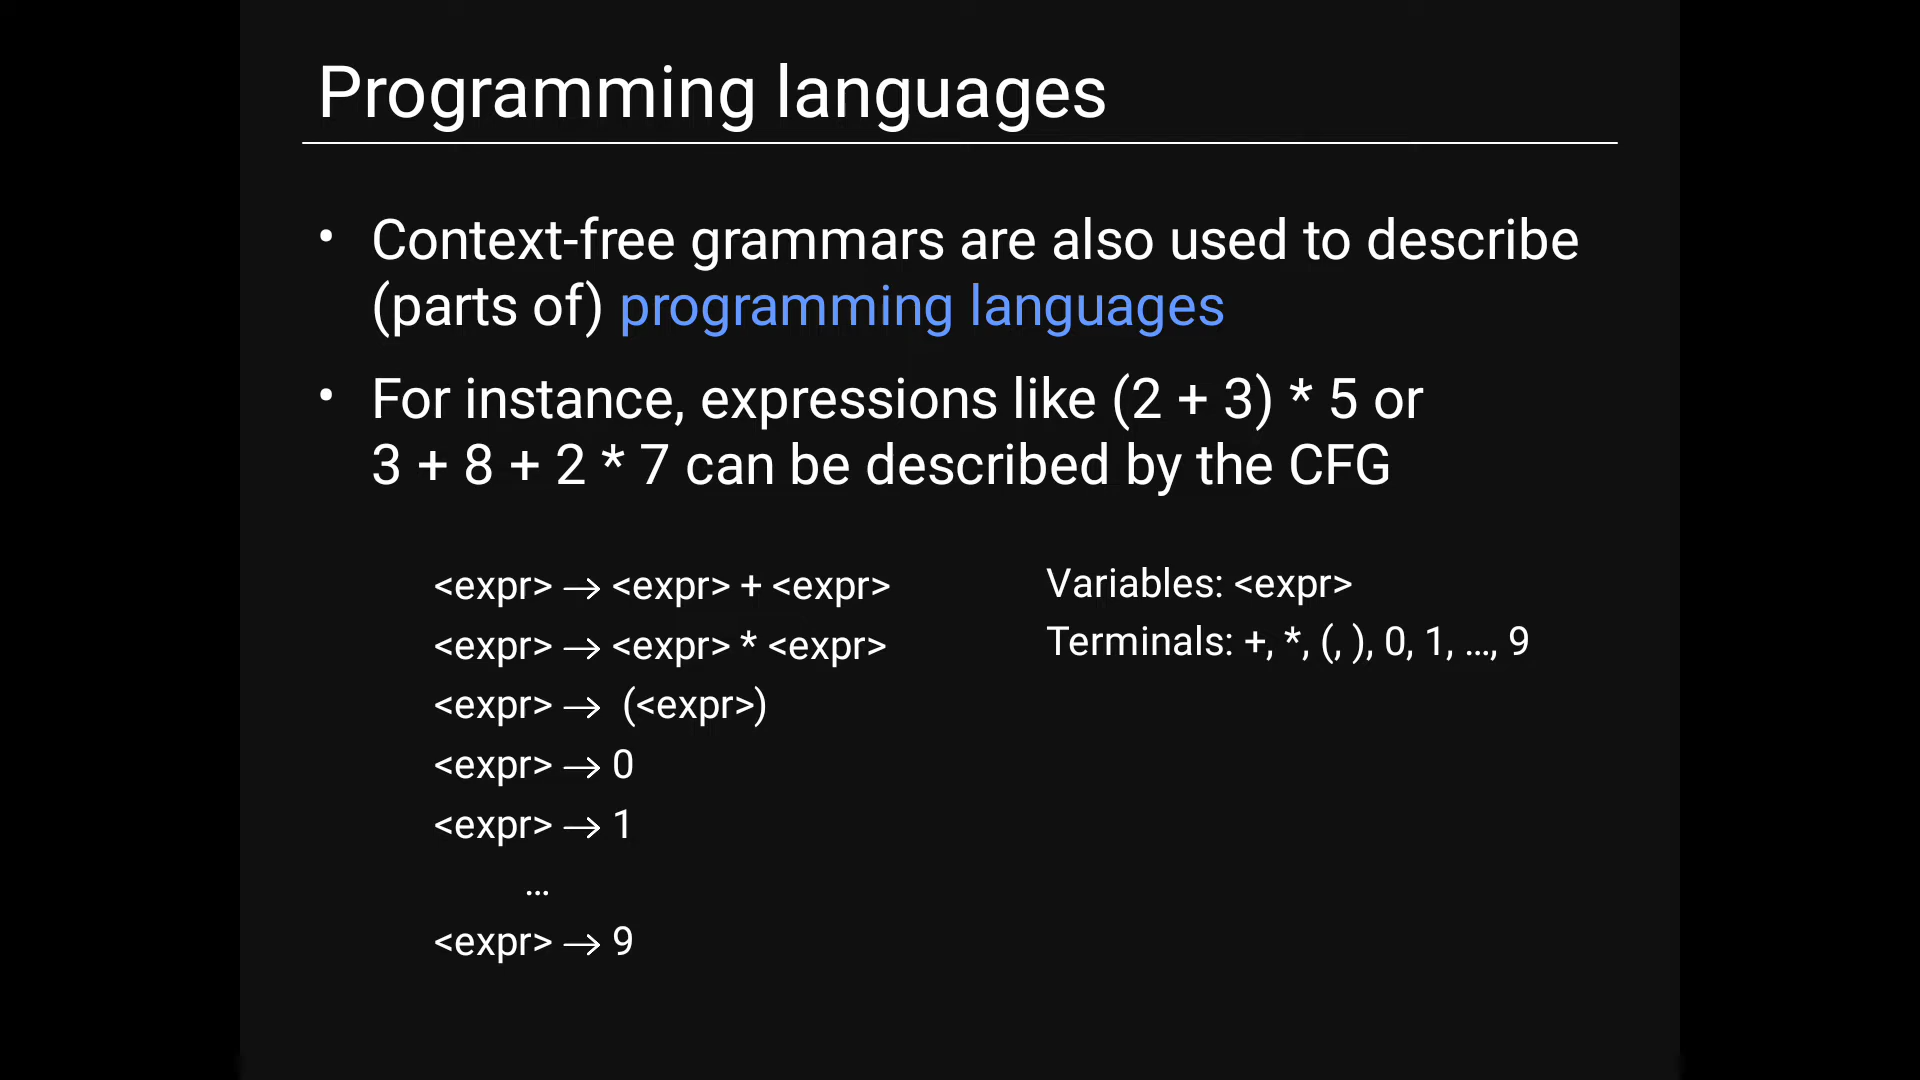 Programming languages
• Context-free grammars are also used to describe
(parts of) programming languages
• For instance, expressions like (2 + 3) * 5 or
3 + 8 + 2 * 7 can be described by the CFG
<expr> → <expr> + <expr>
<expr> → <expr> * <expr>
<expr> → (<expr>)
<expr> → 0
<expr> → 1
...
<expr> → 9
Variables: <expr>
Terminals: +, *, (, ), 0, 1, ..., 9